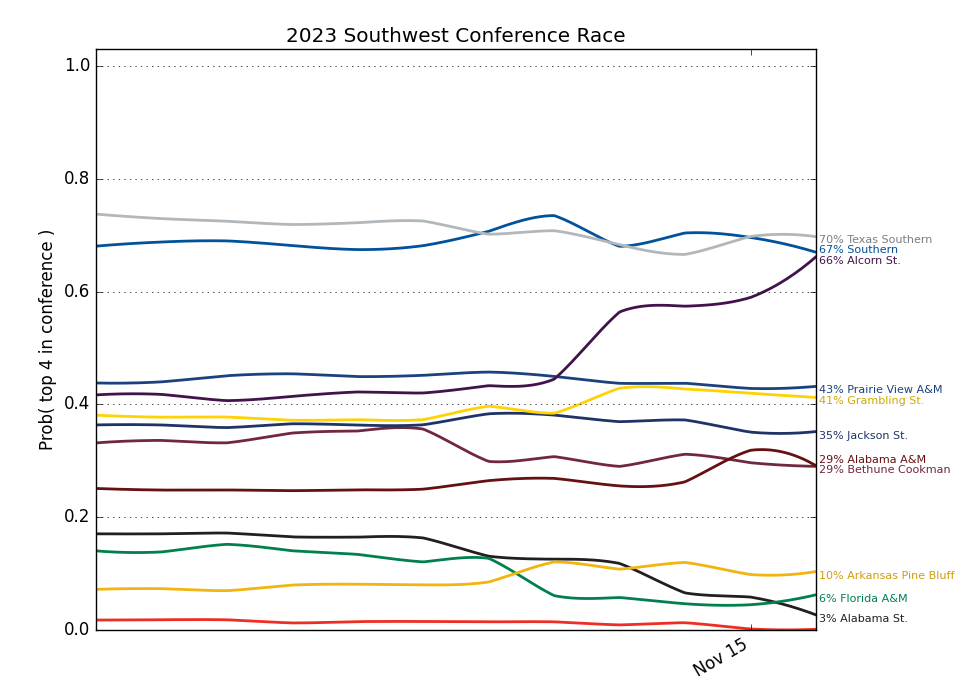 2023 Southwest Conference Race
Prob( top 4 in conference )
1.0
0.8
0.6
0.4
0.2
0.0
Nov 15
70% Texas Southern
67% Southern
66% Alcorn St.
43% Prairie View A&M
41% Grambling St.
35% Jackson St.
29% Alabama A&M
29% Bethune Cookman
10% Arkansas Pine Bluff
6% Florida A&M
3% Alabama St.